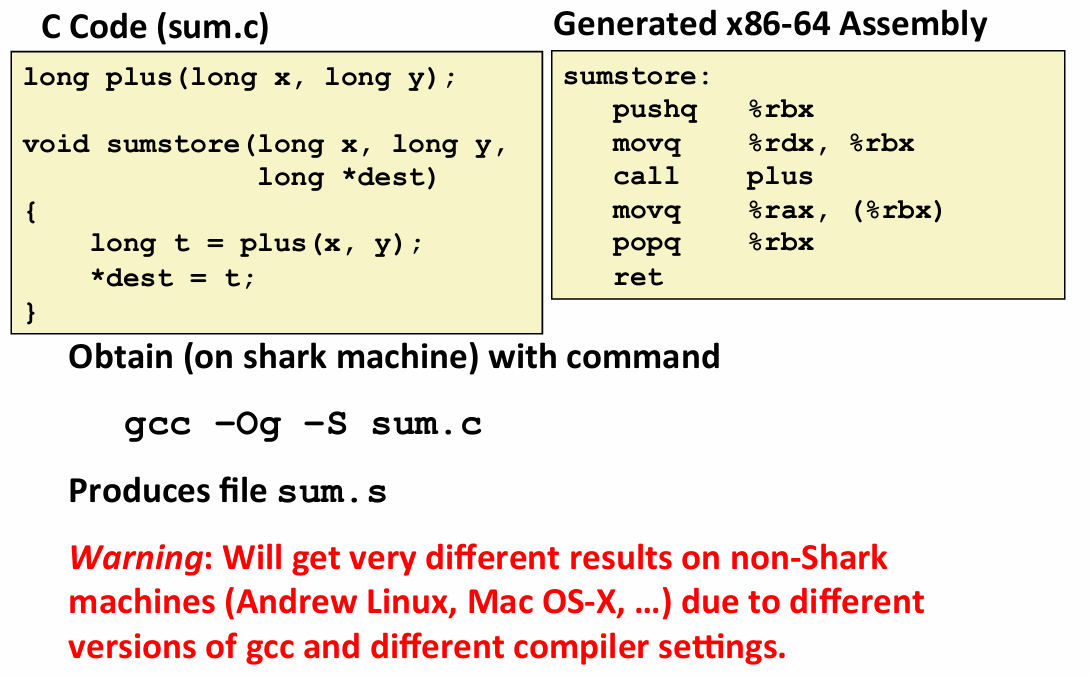 C Code (sum.c)
long plus(long x, long y);
void sumstore(long x, long y,
              long *dest)
{
    long t = plus(x, y);
    *dest = t;
}
Generated x86-64 Assembly
sumstore:
   pushq   %rbx
   movq    %rdx, %rbx
   call    plus
   movq    %rax, (%rbx)
   popq    %rbx
   ret
Obtain (on shark machine) with command
gcc –Og –S sum.c
Produces file sum.s
Warning: Will get very different results on non-Shark
machines (Andrew Linux, Mac OS-X, …) due to different
versions of gcc and different compiler settings.